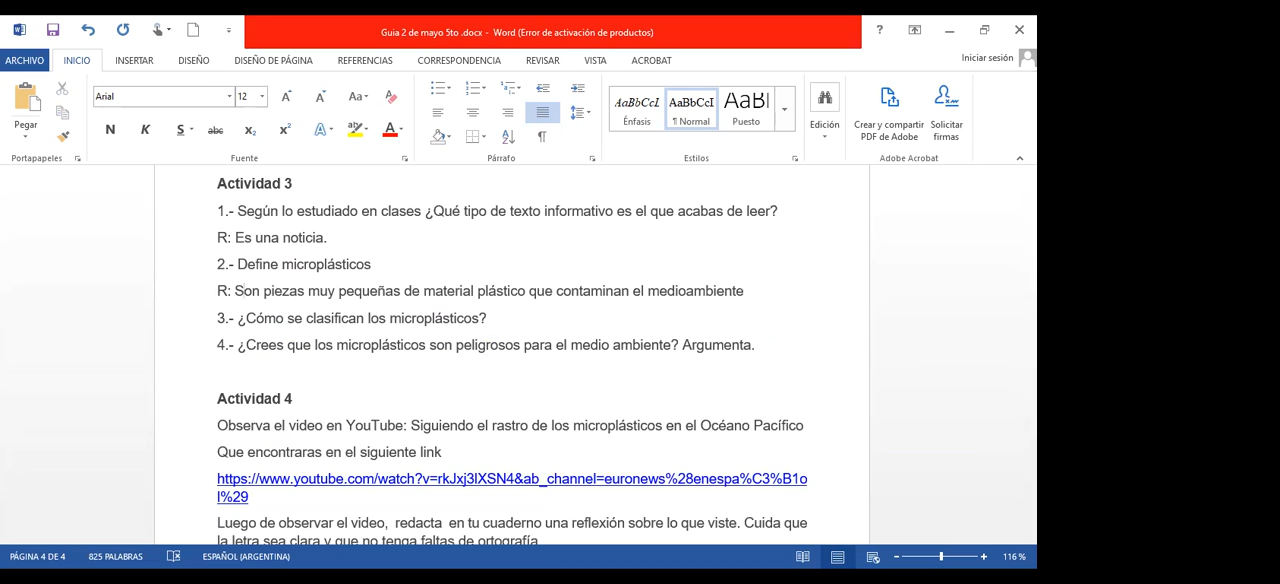 Guia 2 de mayo 5to .docx - Word (Error de activación de productos)
?
ARCHIVO INICIO INSERTAR DISEÑO DISEÑO DE PÁGINA REFERENCIAS CORRESPONDENCIA REVISAR VISTA ACROBAT Iniciar sesión
Arial 12 Aa AaBbCcI AaBbCcI AaBbI
Pegar N K S abc x₂ x² A A Énfasis ¶ Normal Puesto Edición Crear y compartir PDF de Adobe Solicitar firmas
Portapapeles Fuente Párrafo Estilos Adobe Acrobat
Actividad 3
1.- Según lo estudiado en clases ¿Qué tipo de texto informativo es el que acabas de leer?
R: Es una noticia.
2.- Define microplásticos
R: Son piezas muy pequeñas de material plástico que contaminan el medioambiente
3.- ¿Cómo se clasifican los microplásticos?
4.- ¿Crees que los microplásticos son peligrosos para el medio ambiente? Argumenta.
Actividad 4
Observa el video en YouTube: Siguiendo el rastro de los microplásticos en el Océano Pacífico
Que encontraras en el siguiente link
https://www.youtube.com/watch?v=rkJxj3lXSN4&ab_channel=euronews%28enespa%C3%B1o
l%29
Luego de observar el video, redacta en tu cuaderno una reflexión sobre lo que viste. Cuida que
la letra sea clara y que no tenga faltas de ortografía
PÁGINA 4 DE 4 825 PALABRAS ESPAÑOL (ARGENTINA) 116 %